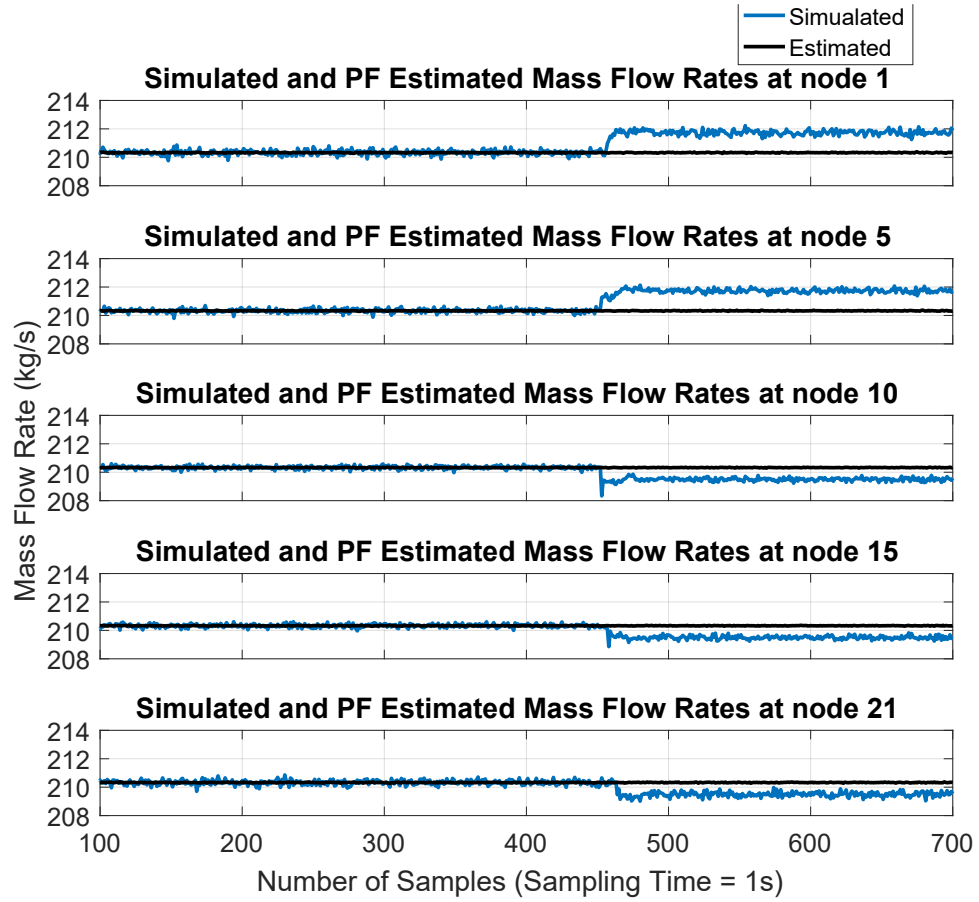 Simualated
Estimated
Simulated and PF Estimated Mass Flow Rates at node 1
214
212
210
208
Simulated and PF Estimated Mass Flow Rates at node 5
214
212
210
208
Simulated and PF Estimated Mass Flow Rates at node 10
214
212
210
208
Simulated and PF Estimated Mass Flow Rates at node 15
214
212
210
208
Simulated and PF Estimated Mass Flow Rates at node 21
214
212
210
208
Mass Flow Rate (kg/s)
100 200 300 400 500 600 700
Number of Samples (Sampling Time = 1s)